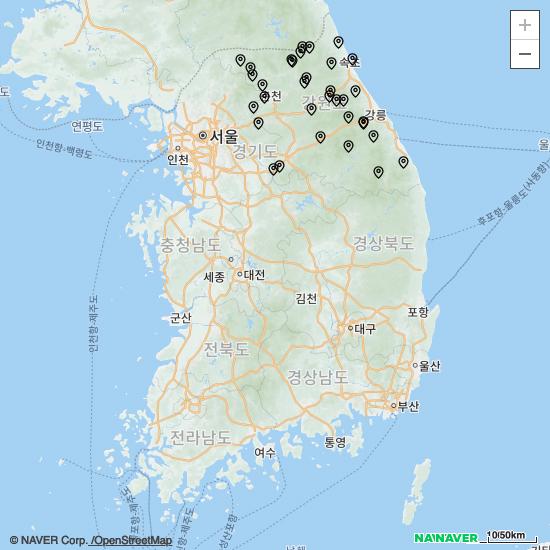 +
−
속초
춘천
강원도
강릉
연평도
서울
인천
경기도
인천항-백령도
울
후포항-울릉도(사동항)
충청남도
경상북도
세종
대전
김천
군산
포항
인천항-제주도
전북도
대구
경상남도
울산
부산
전라남도
여수
통영
© NAVER Corp. /OpenStreetMap
NAVER
10/50km